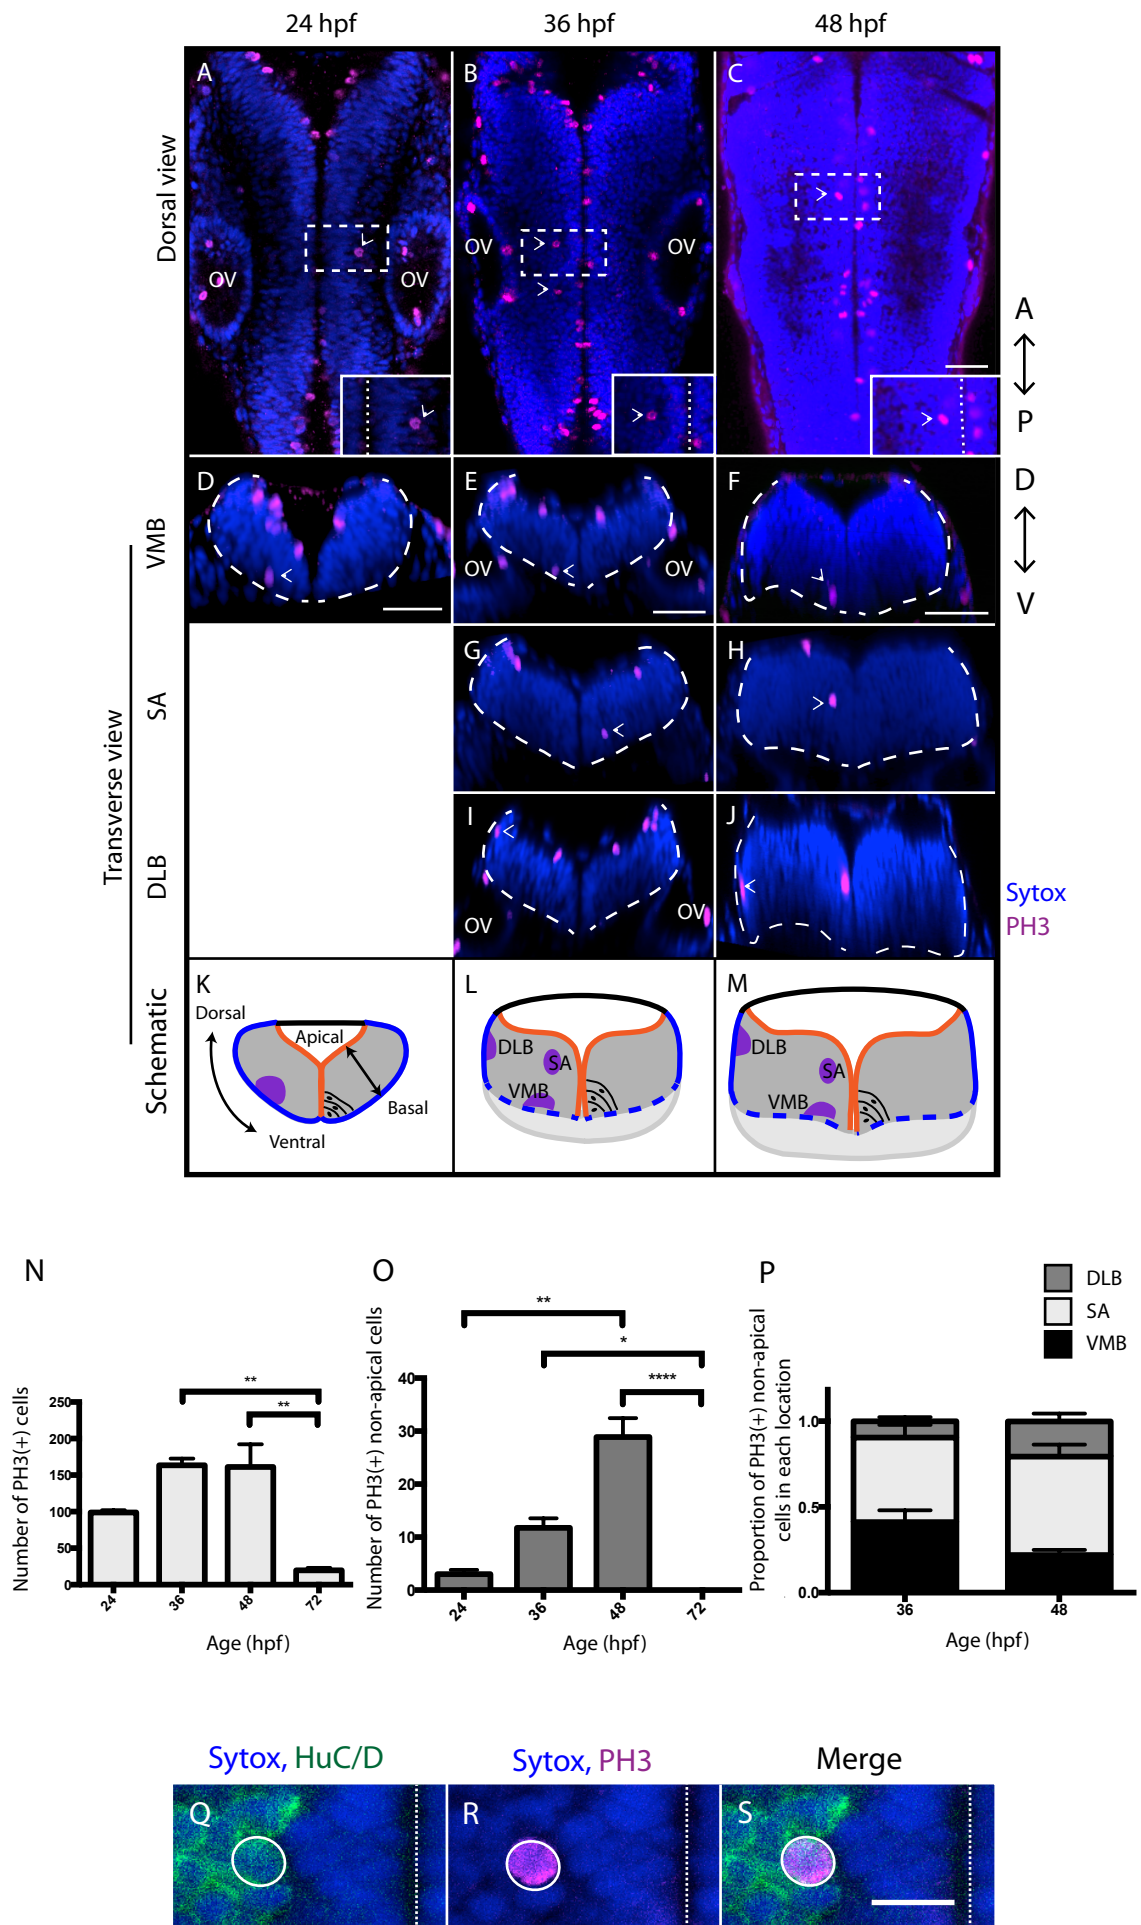 24 hpf
36 hpf
48 hpf
Dorsal view
A
B
C
OV
OV
OV
OV
A
P
Transverse view
VMB
D
E
F
OV
OV
D
V
SA
G
H
DLB
I
J
OV
OV
Sytox
PH3
Schematic
K
L
M
Dorsal
Apical
Basal
Ventral
DLB
SA
VMB
DLB
SA
VMB
N
Number of PH3(+) cells
250
200
150
100
50
0
**
**
24
36
48
72
Age (hpf)
O
Number of PH3(+) non-apical cells
40
30
20
10
0
**
*
****
24
36
48
72
Age (hpf)
P
DLB
SA
VMB
Proportion of PH3(+) non-apical
cells in each location
1.0
0.5
0.0
36
48
Age (hpf)
Sytox, HuC/D
Sytox, PH3
Merge
Q
R
S